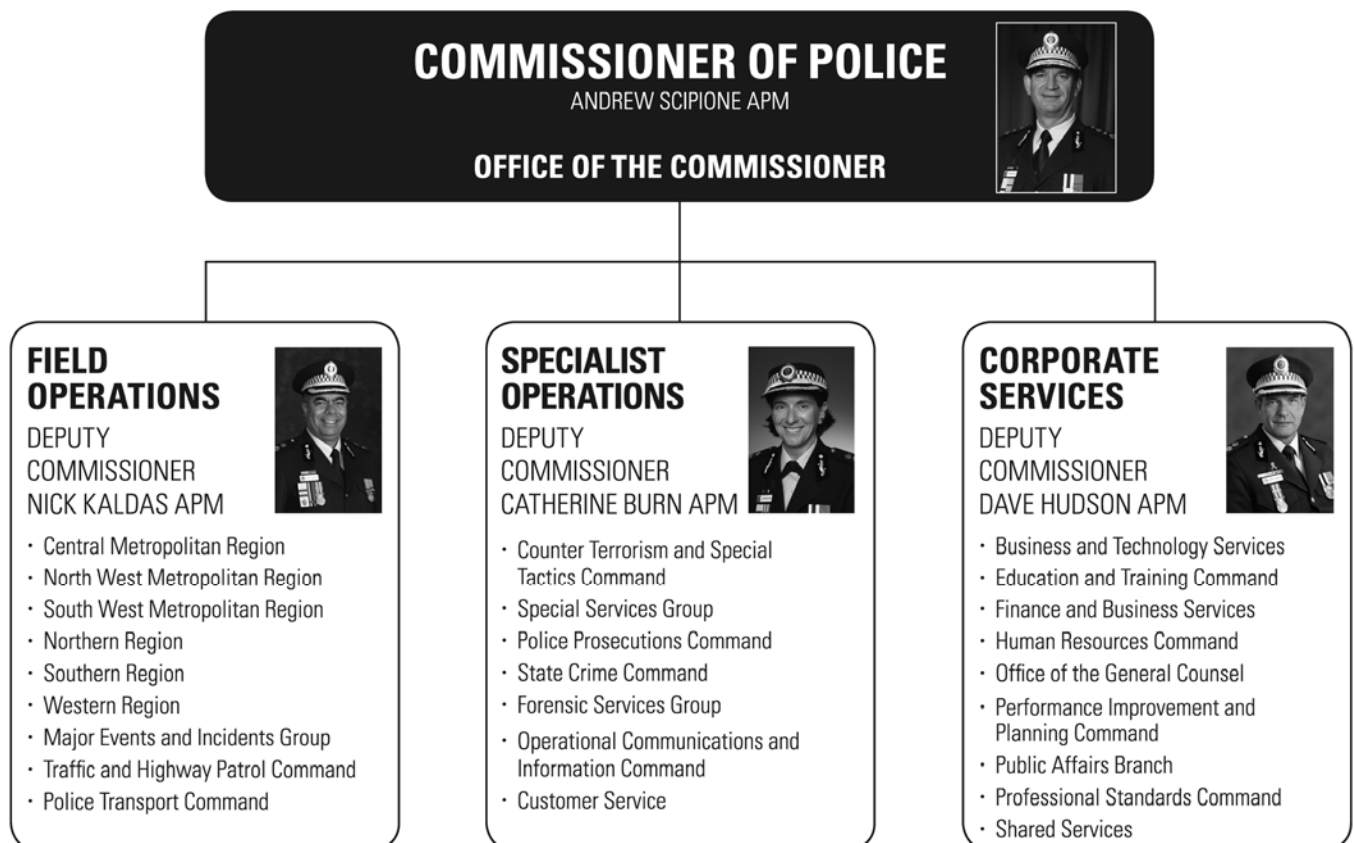 COMMISSIONER OF POLICE
ANDREW SCIPIONE APM
OFFICE OF THE COMMISSIONER
FIELD
OPERATIONS
DEPUTY
COMMISSIONER
NICK KALDAS APM
· Central Metropolitan Region
· North West Metropolitan Region
· South West Metropolitan Region
· Northern Region
· Southern Region
· Western Region
· Major Events and Incidents Group
· Traffic and Highway Patrol Command
· Police Transport Command
SPECIALIST
OPERATIONS
DEPUTY
COMMISSIONER
CATHERINE BURN APM
· Counter Terrorism and Special
Tactics Command
· Special Services Group
· Police Prosecutions Command
· State Crime Command
· Forensic Services Group
· Operational Communications and
Information Command
· Customer Service
CORPORATE
SERVICES
DEPUTY
COMMISSIONER
DAVE HUDSON APM
· Business and Technology Services
· Education and Training Command
· Finance and Business Services
· Human Resources Command
· Office of the General Counsel
· Performance Improvement and
Planning Command
· Public Affairs Branch
· Professional Standards Command
· Shared Services